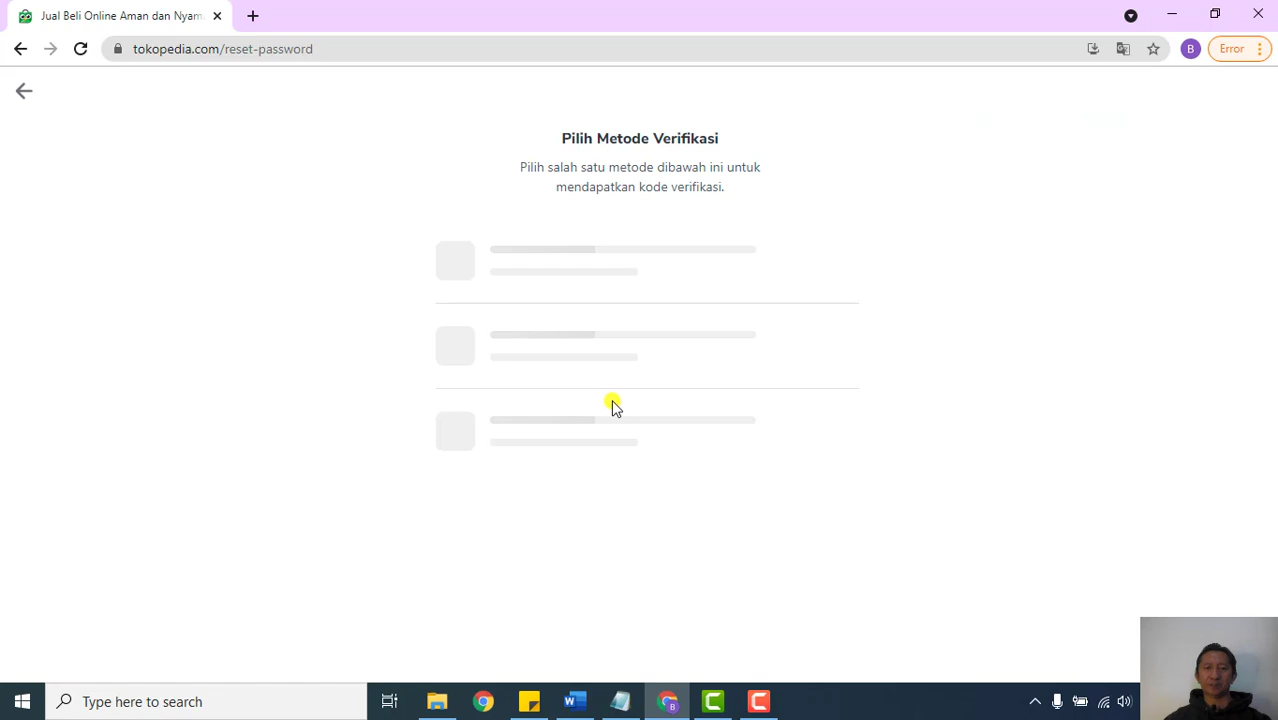 Jual Beli Online Aman dan Nyam
tokopedia.com/reset-password
B
Error
Pilih Metode Verifikasi
Pilih salah satu metode dibawah ini untuk
mendapatkan kode verifikasi.
Type here to search